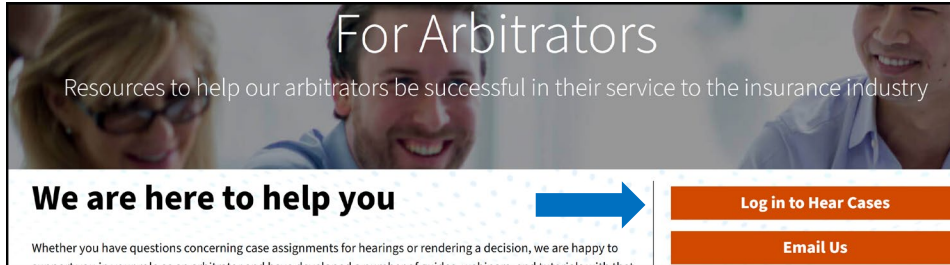 For Arbitrators
Resources to help our arbitrators be successful in their service to the insurance industry
We are here to help you
Log in to Hear Cases
Whether you have questions concerning case assignments for hearings or rendering a decision, we are happy to
Email Us